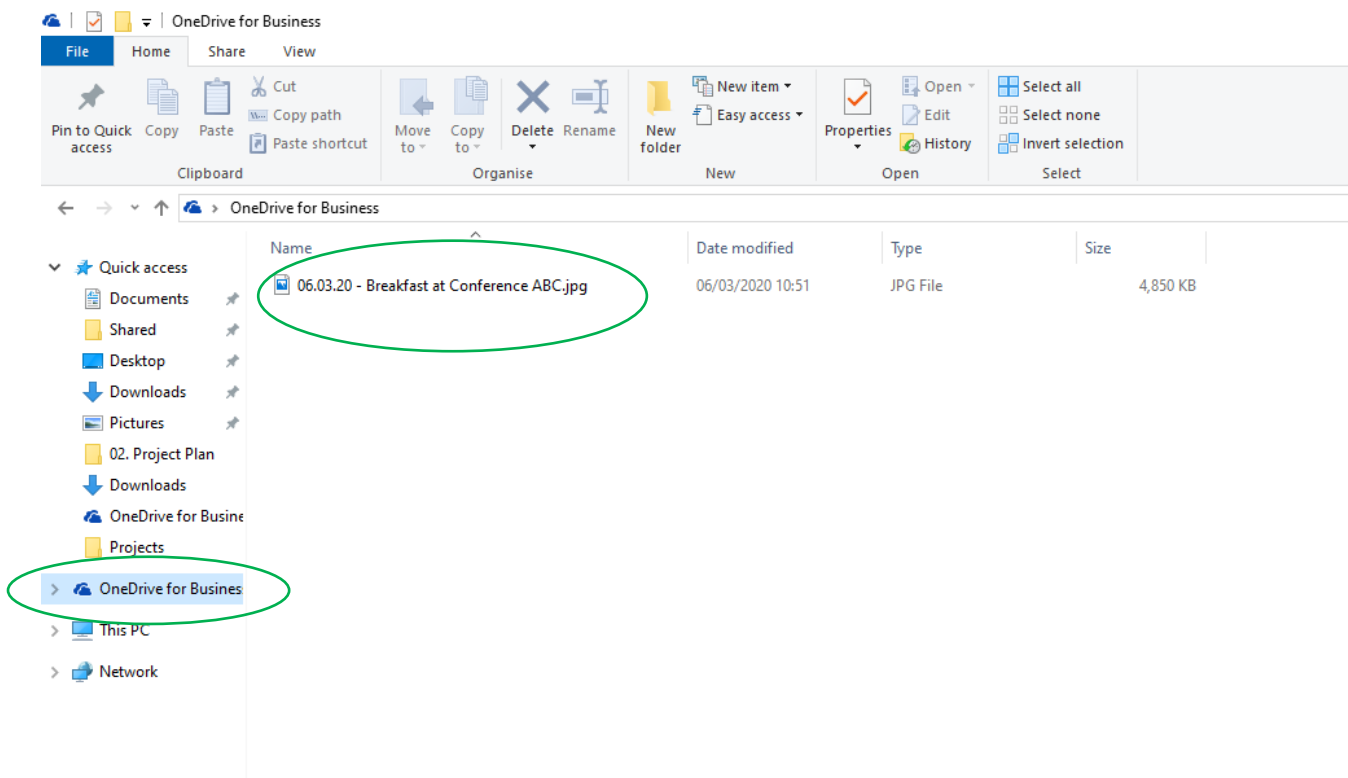 OneDrive for Business
File Home Share View
Pin to Quick access
Copy
Paste
Cut
Copy path
Paste shortcut
Clipboard
Move to
Copy to
Delete
Rename
Organise
New folder
New item
Easy access
New
Properties
Open
Edit
History
Open
Select all
Select none
Invert selection
Select
OneDrive for Business
Name Date modified Type Size
06.03.20 - Breakfast at Conference ABC.jpg 06/03/2020 10:51 JPG File 4,850 KB
Quick access
Documents
Shared
Desktop
Downloads
Pictures
02. Project Plan
Downloads
OneDrive for Busine
Projects
OneDrive for Busines
This PC
Network